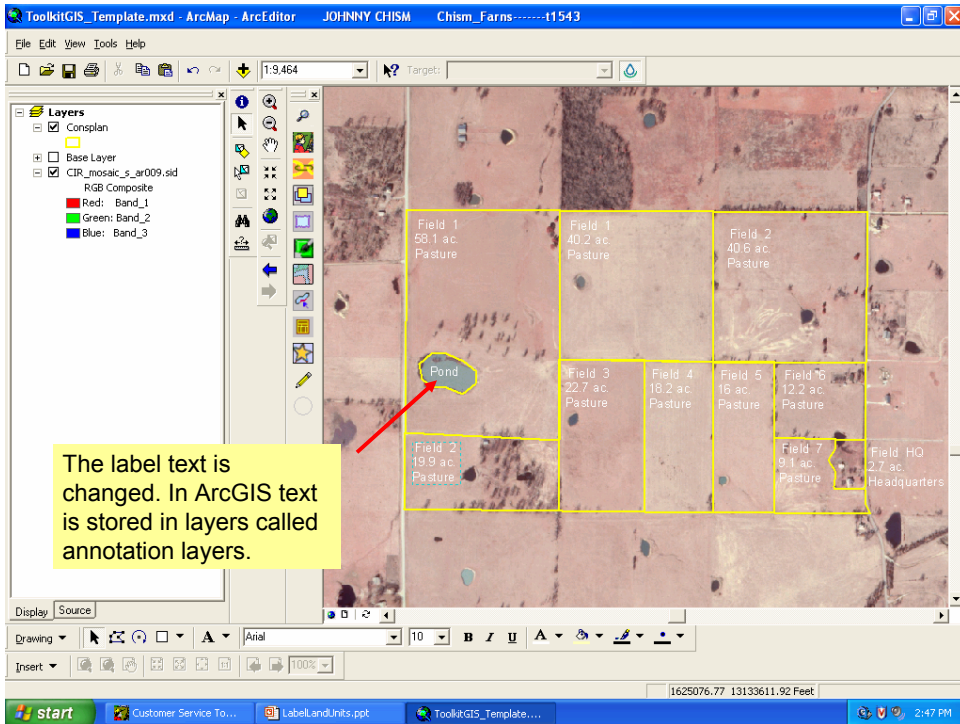 ToolkitGIS_Template.mxd - ArcMap - ArcEditor JOHNNY CHISM Chism_Farns-------t1543
File Edit View Tools Help
1:9,464
Target:
Layers
Consplan
Base Layer
CIR_mosaic_s_ar009.sid
RGB Composite
Red: Band_1
Green: Band_2
Blue: Band_3
Field 1
58.1 ac.
Pasture
Field 1
40.2 ac.
Pasture
Field 2
40.6 ac.
Pasture
Pond
Field 3
22.7 ac.
Pasture
Field 4
18.2 ac.
Pasture
Field 5
16 ac.
Pasture
Field 6
12.2 ac.
Pasture
Field 2
19.9 ac.
Pasture
Field 7
9.1 ac.
Pasture
Field HQ
2.7 ac.
Headquarters
The label text is
changed. In ArcGIS text
is stored in layers called
annotation layers.
Display Source
Drawing A Arial 10 B I U A
Insert 100%
1625076.77 13133611.92 Feet
start Customer Service To... LabelLandUnits.ppt ToolkitGIS_Template.... 2:47 PM